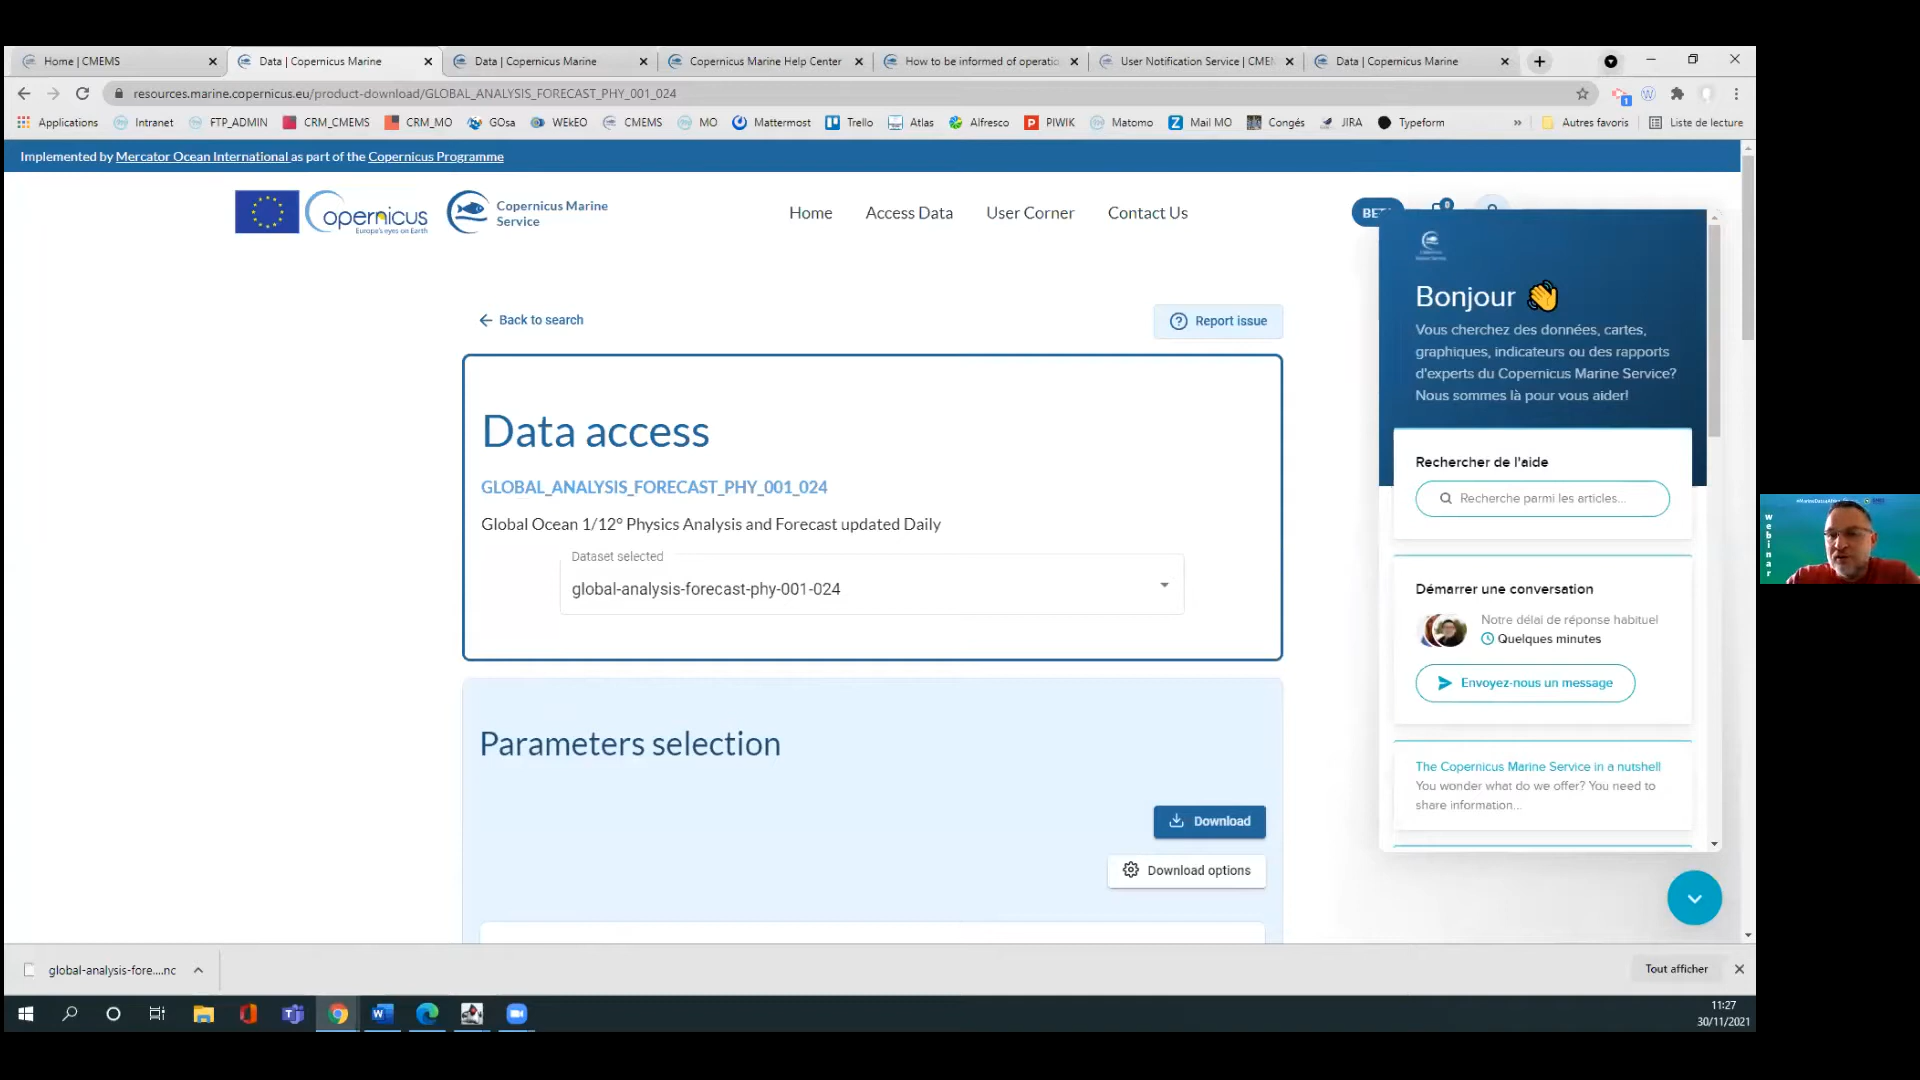 Home | CMEMS
Data | Copernicus Marine
Data | Copernicus Marine
Copernicus Marine Help Center
How to be informed of operatio
User Notification Service | CMEM
Data | Copernicus Marine
resources.marine.copernicus.eu/product-download/GLOBAL_ANALYSIS_FORECAST_PHY_001_024
1
Applications
Intranet
FTP_ADMIN
CRM_CMEMS
CRM_MO
GOsa
WEkEO
CMEMS
MO
Mattermost
Trello
Atlas
Alfresco
PIWIK
Matomo
Mail MO
Congés
JIRA
Typeform
»
Autres favoris
Liste de lecture
Implemented by Mercator Ocean International as part of the Copernicus Programme
opernicus
Europe's eyes on Earth
Copernicus Marine
Service
Home
Access Data
User Corner
Contact Us
0
Back to search
Report issue
Data access
GLOBAL_ANALYSIS_FORECAST_PHY_001_024
Global Ocean 1/12° Physics Analysis and Forecast updated Daily
Dataset selected
global-analysis-forecast-phy-001-024
Parameters selection
Download
Download options
Bonjour 👋
Vous cherchez des données, cartes,
graphiques, indicateurs ou des rapports
d'experts du Copernicus Marine Service?
Nous sommes là pour vous aider!
Rechercher de l'aide
Recherche parmi les articles...
Démarrer une conversation
Notre délai de réponse habituel
Quelques minutes
Envoyez-nous un message
The Copernicus Marine Service in a nutshell
You wonder what do we offer? You need to
share information...
webinar
global-analysis-fore....nc
Tout afficher
11:27
30/11/2021